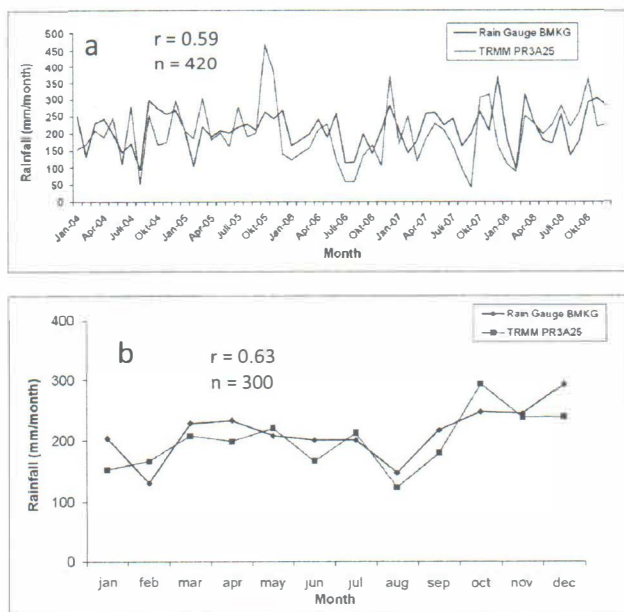 a
r = 0.59
n = 420
Rain Gauge BMKG
TRMM PR3A25
Rainfall (mm/month)
500
450
400
350
300
250
200
150
100
50
0
Jan-04 Apr-04 Jul-04 Okt-04 Jan-05 Apr-05 Jul-05 Okt-05 Jan-06 Apr-06 Jul-06 Okt-06 Jan-07 Apr-07 Jul-07 Okt-07 Jan-08 Apr-08 Jul-08 Okt-08
Month
b
r = 0.63
n = 300
Rain Gauge BMKG
TRMM PR3A25
Rainfall (mm/month)
400
300
200
100
0
jan feb mar apr may jun jul aug sep oct nov dec
Month